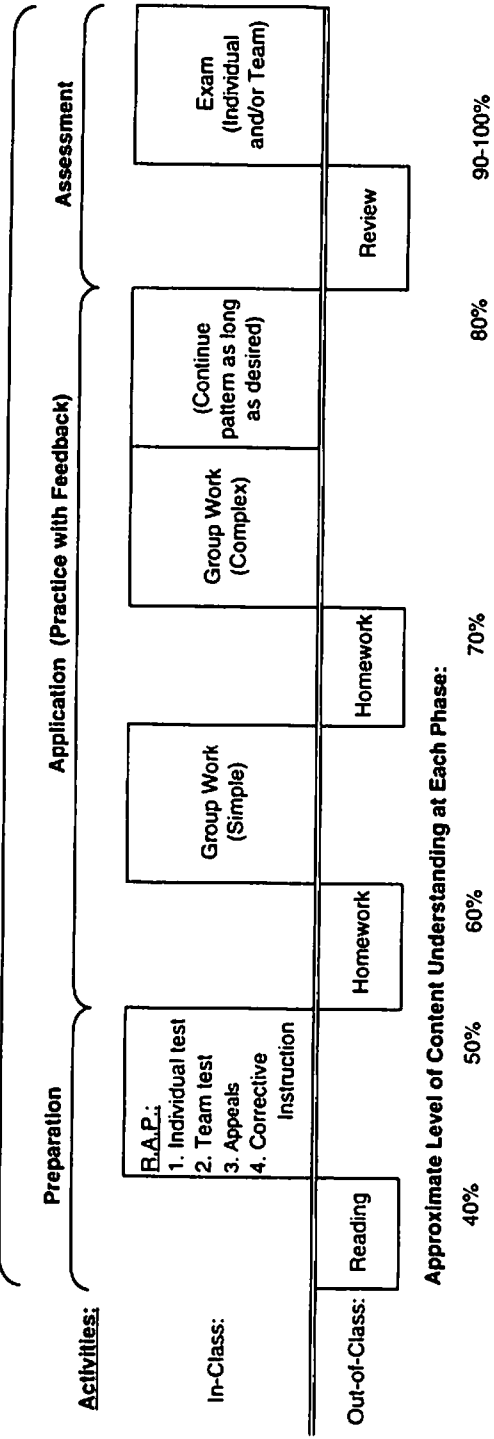 Preparation
Application (Practice with Feedback)
Assessment
Activities:
In-Class:
R.A.P.:
1. Individual test
2. Team test
3. Appeals
4. Corrective
Instruction
Group Work
(Simple)
Group Work
(Complex)
(Continue
pattern as long
as desired)
Exam
(Individual
and/or Team)
Out-of-Class:
Reading
Homework
Homework
Review
Approximate Level of Content Understanding at Each Phase:
40%
50%
60%
70%
80%
90-100%